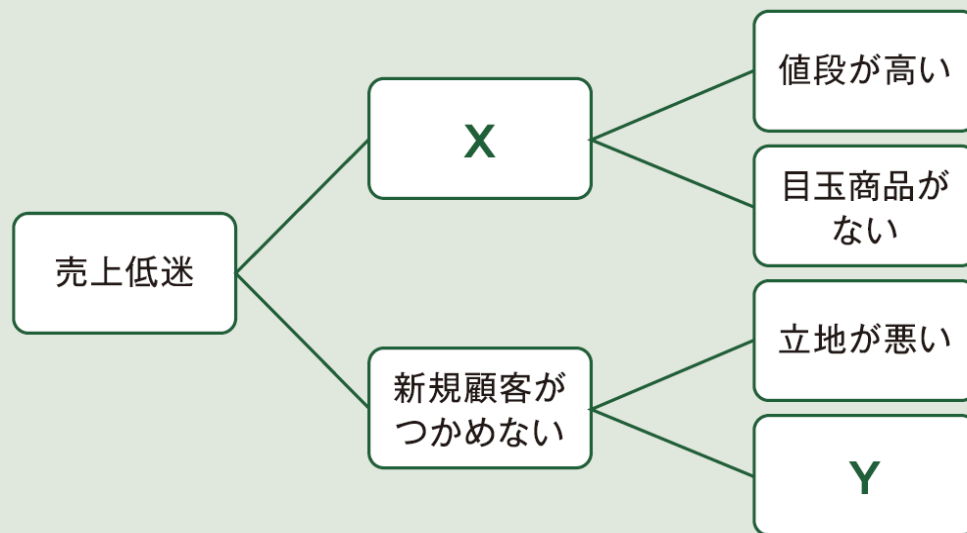 値段が高い
X
目玉商品が
ない
売上低迷
立地が悪い
新規顧客が
つかめない
Y